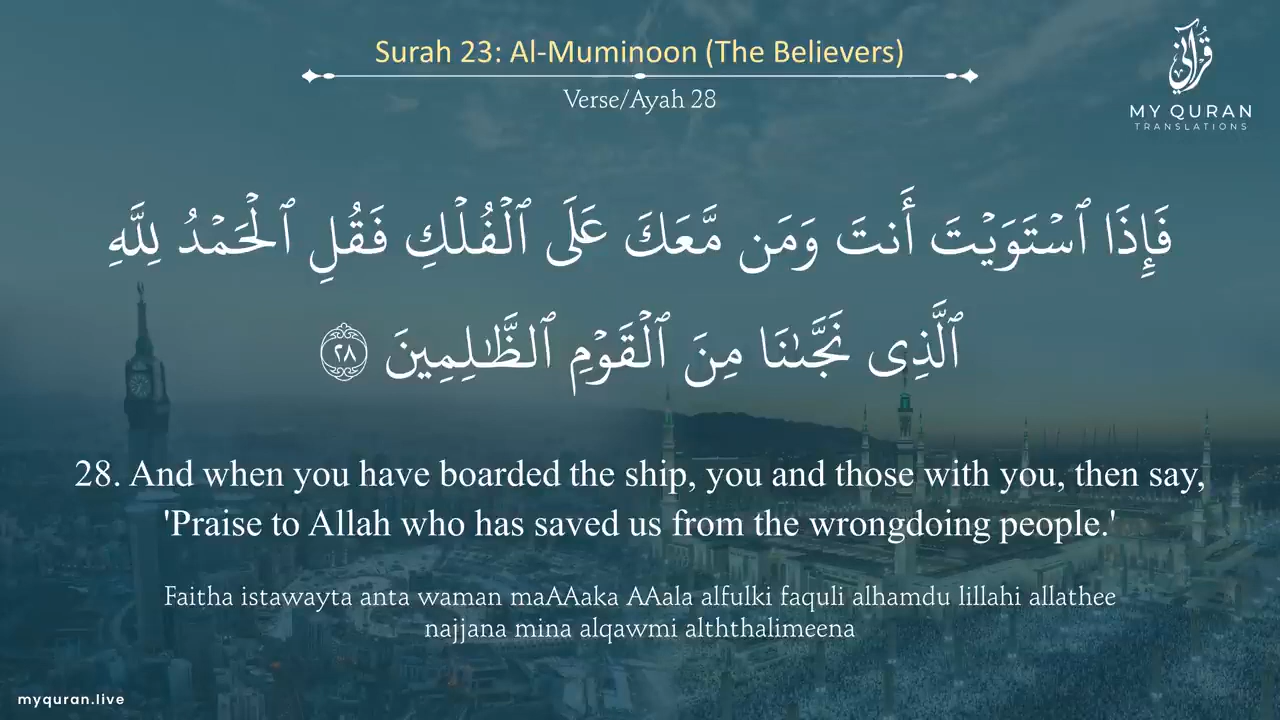 Surah 23: Al-Muminoon (The Believers)
Verse/Ayah 28
قرآني
MY QURAN
TRANSLATIONS
فَإِذَا ٱسْتَوَيْتَ أَنتَ وَمَن مَّعَكَ عَلَى ٱلْفُلْكِ فَقُلِ ٱلْحَمْدُ لِلَّهِ
ٱلَّذِى نَجَّىٰنَا مِنَ ٱلْقَوْمِ ٱلظَّـٰلِمِينَ ٢٨
28. And when you have boarded the ship, you and those with you, then say,
'Praise to Allah who has saved us from the wrongdoing people.'
Faitha istawayta anta waman maAAaka AAala alfulki faquli alhamdu lillahi allathee
najjana mina alqawmi alththalimeena
myquran.live